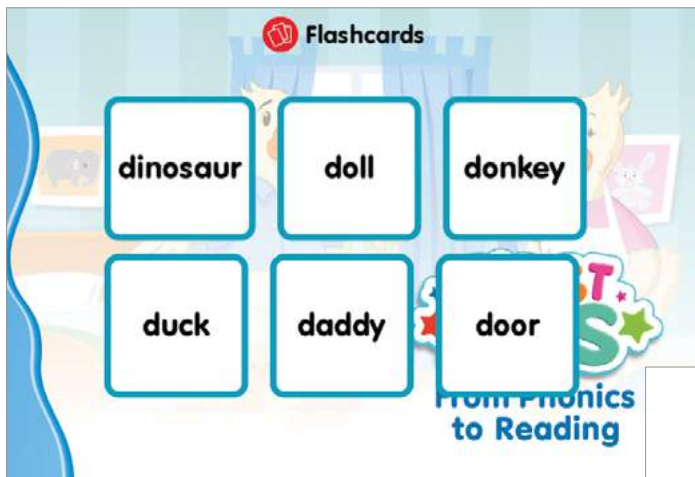 Flashcards
dinosaur doll donkey
duck daddy door
From Phonics
to Reading